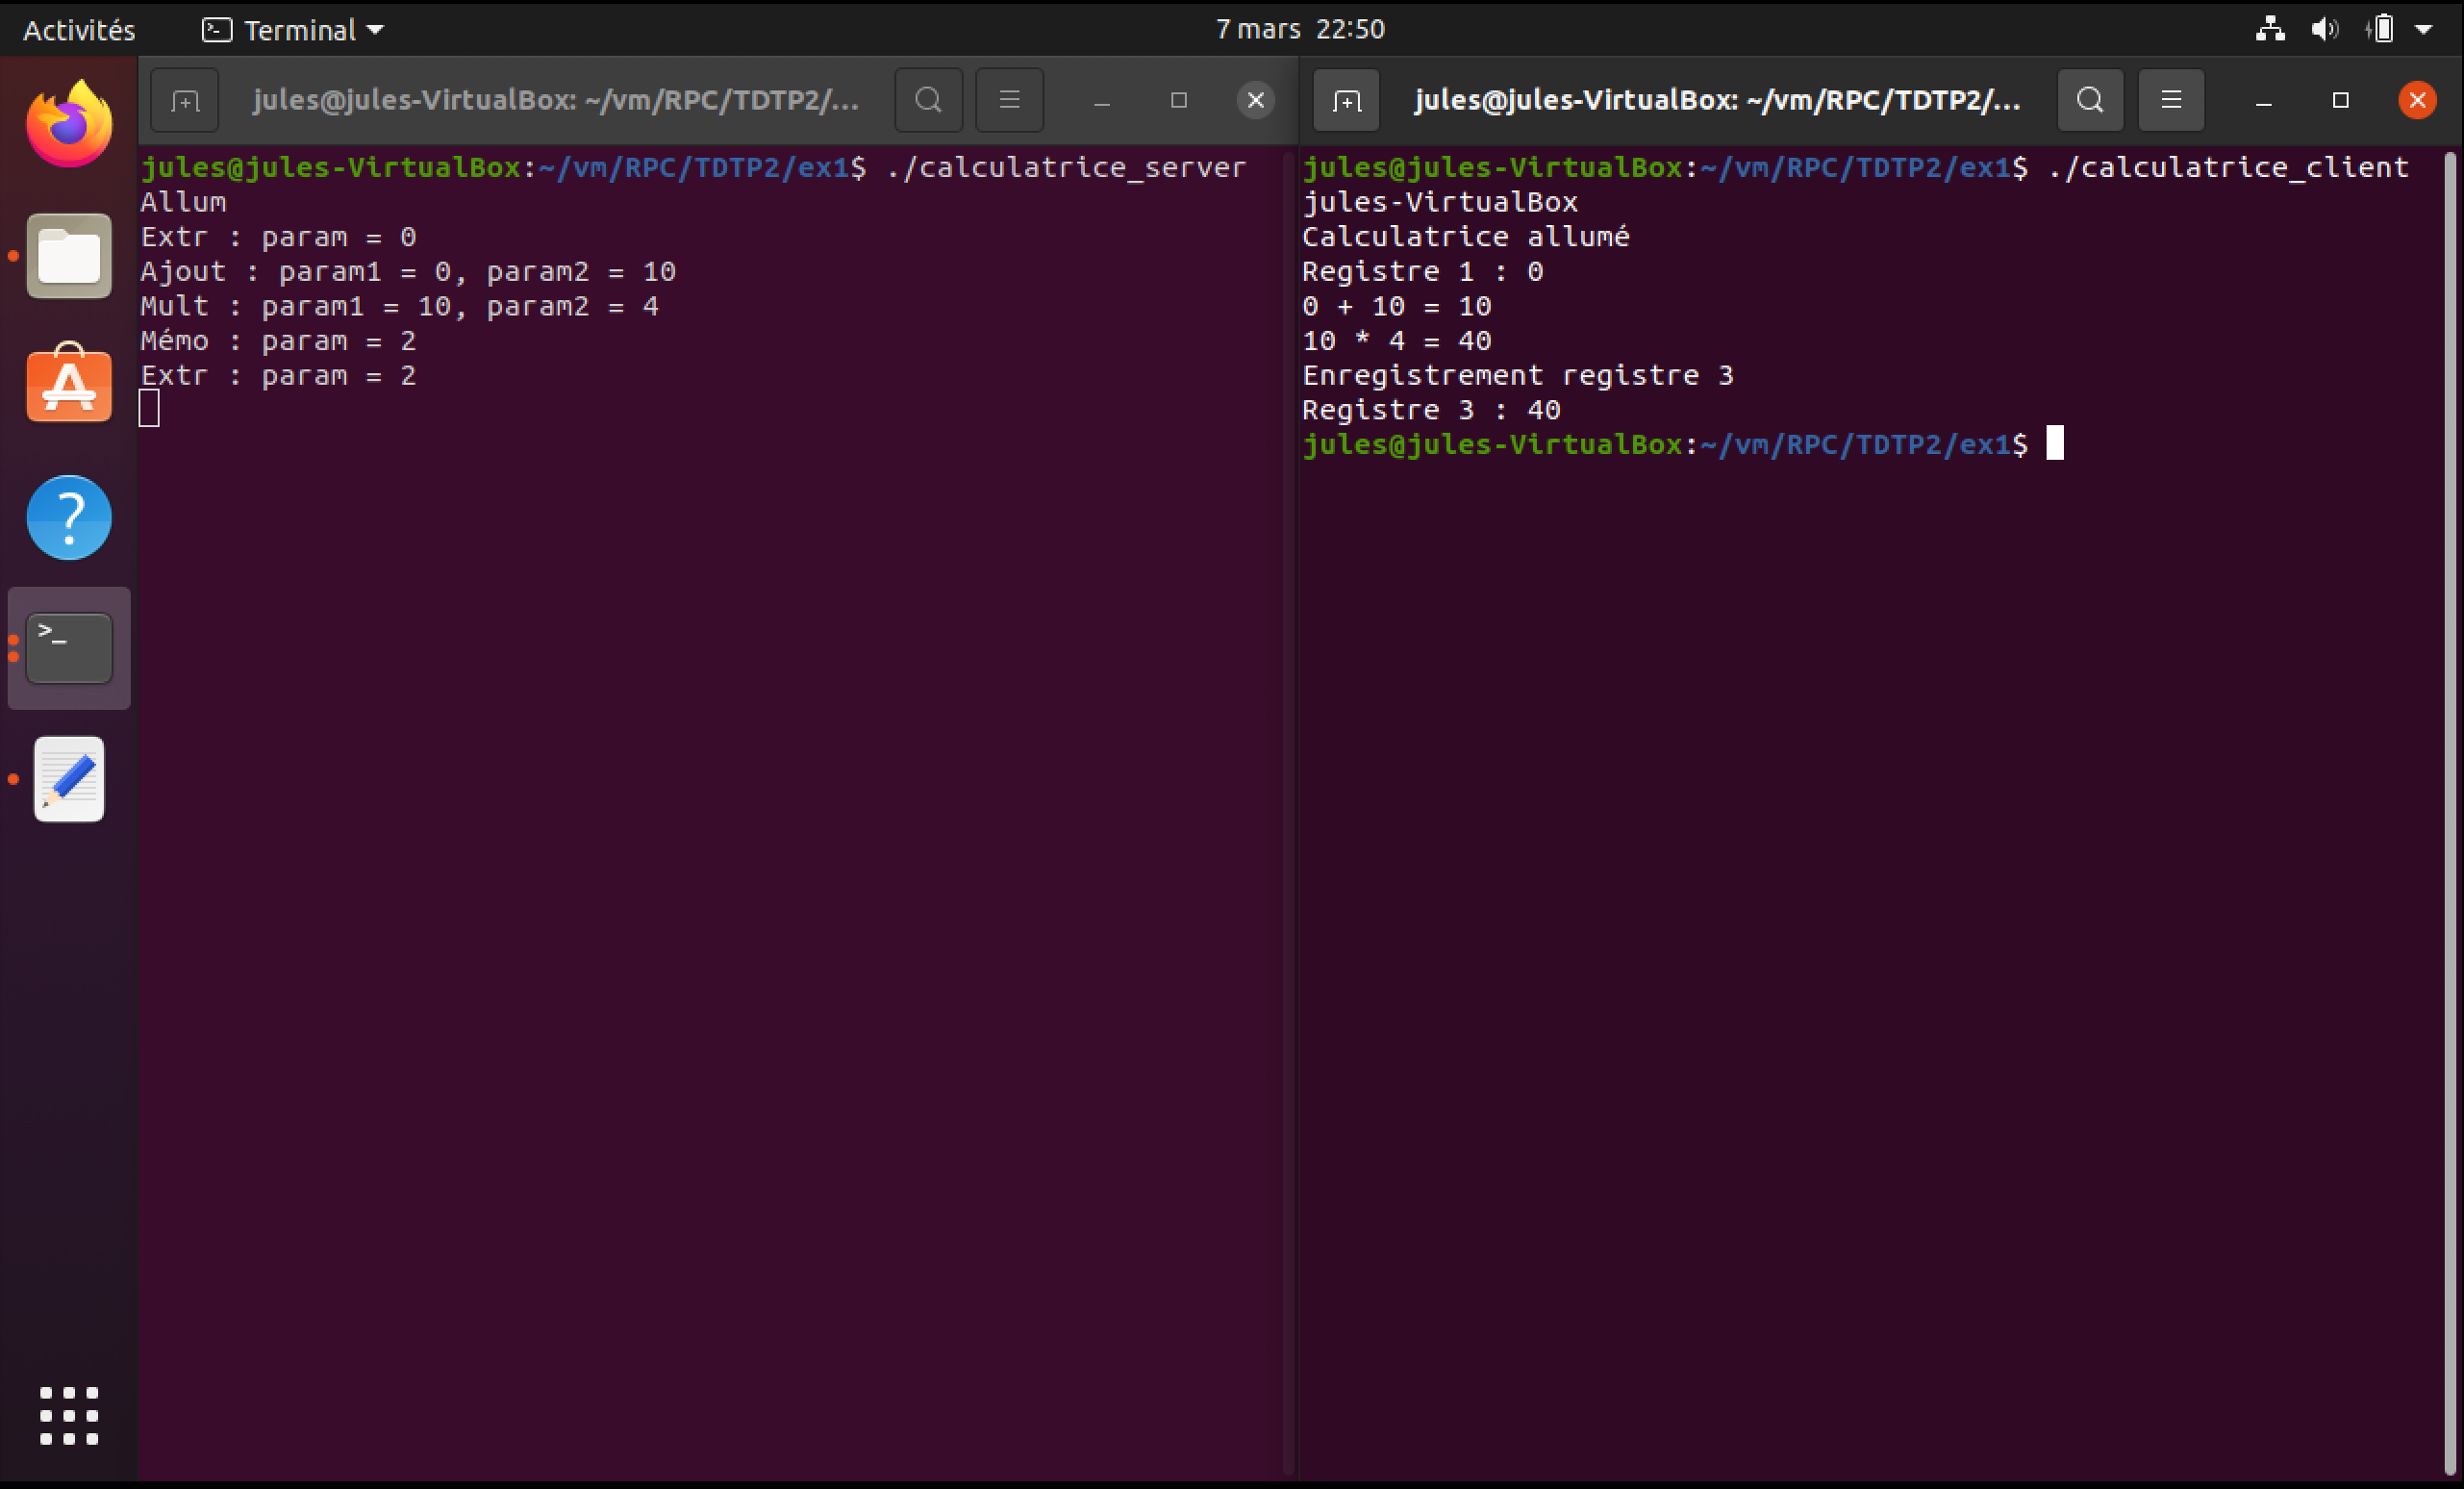 Activités Terminal 7 mars 22:50
jules@jules-VirtualBox: ~/vm/RPC/TDTP2/...
jules@jules-VirtualBox:~/vm/RPC/TDTP2/ex1$ ./calculatrice_server
Allum
Extr : param = 0
Ajout : param1 = 0, param2 = 10
Mult : param1 = 10, param2 = 4
Mémo : param = 2
Extr : param = 2
jules@jules-VirtualBox: ~/vm/RPC/TDTP2/...
jules@jules-VirtualBox:~/vm/RPC/TDTP2/ex1$ ./calculatrice_client
jules-VirtualBox
Calculatrice allumé
Registre 1 : 0
0 + 10 = 10
10 * 4 = 40
Enregistrement registre 3
Registre 3 : 40
jules@jules-VirtualBox:~/vm/RPC/TDTP2/ex1$